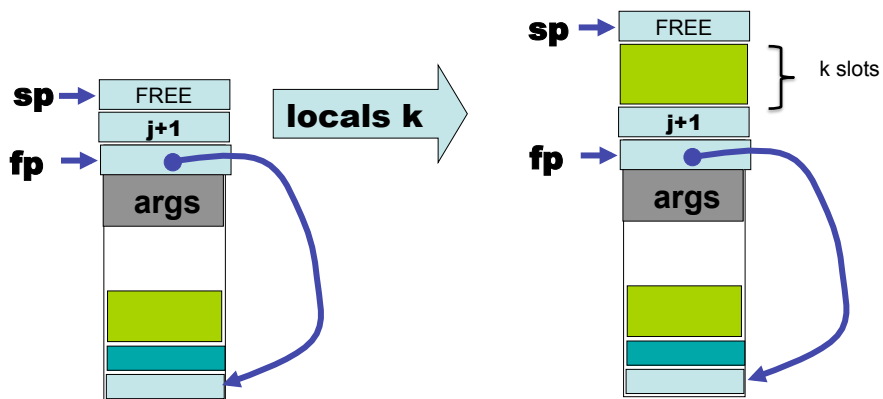 sp
FREE
j+1
fp
args
locals k
sp
FREE
k slots
j+1
fp
args